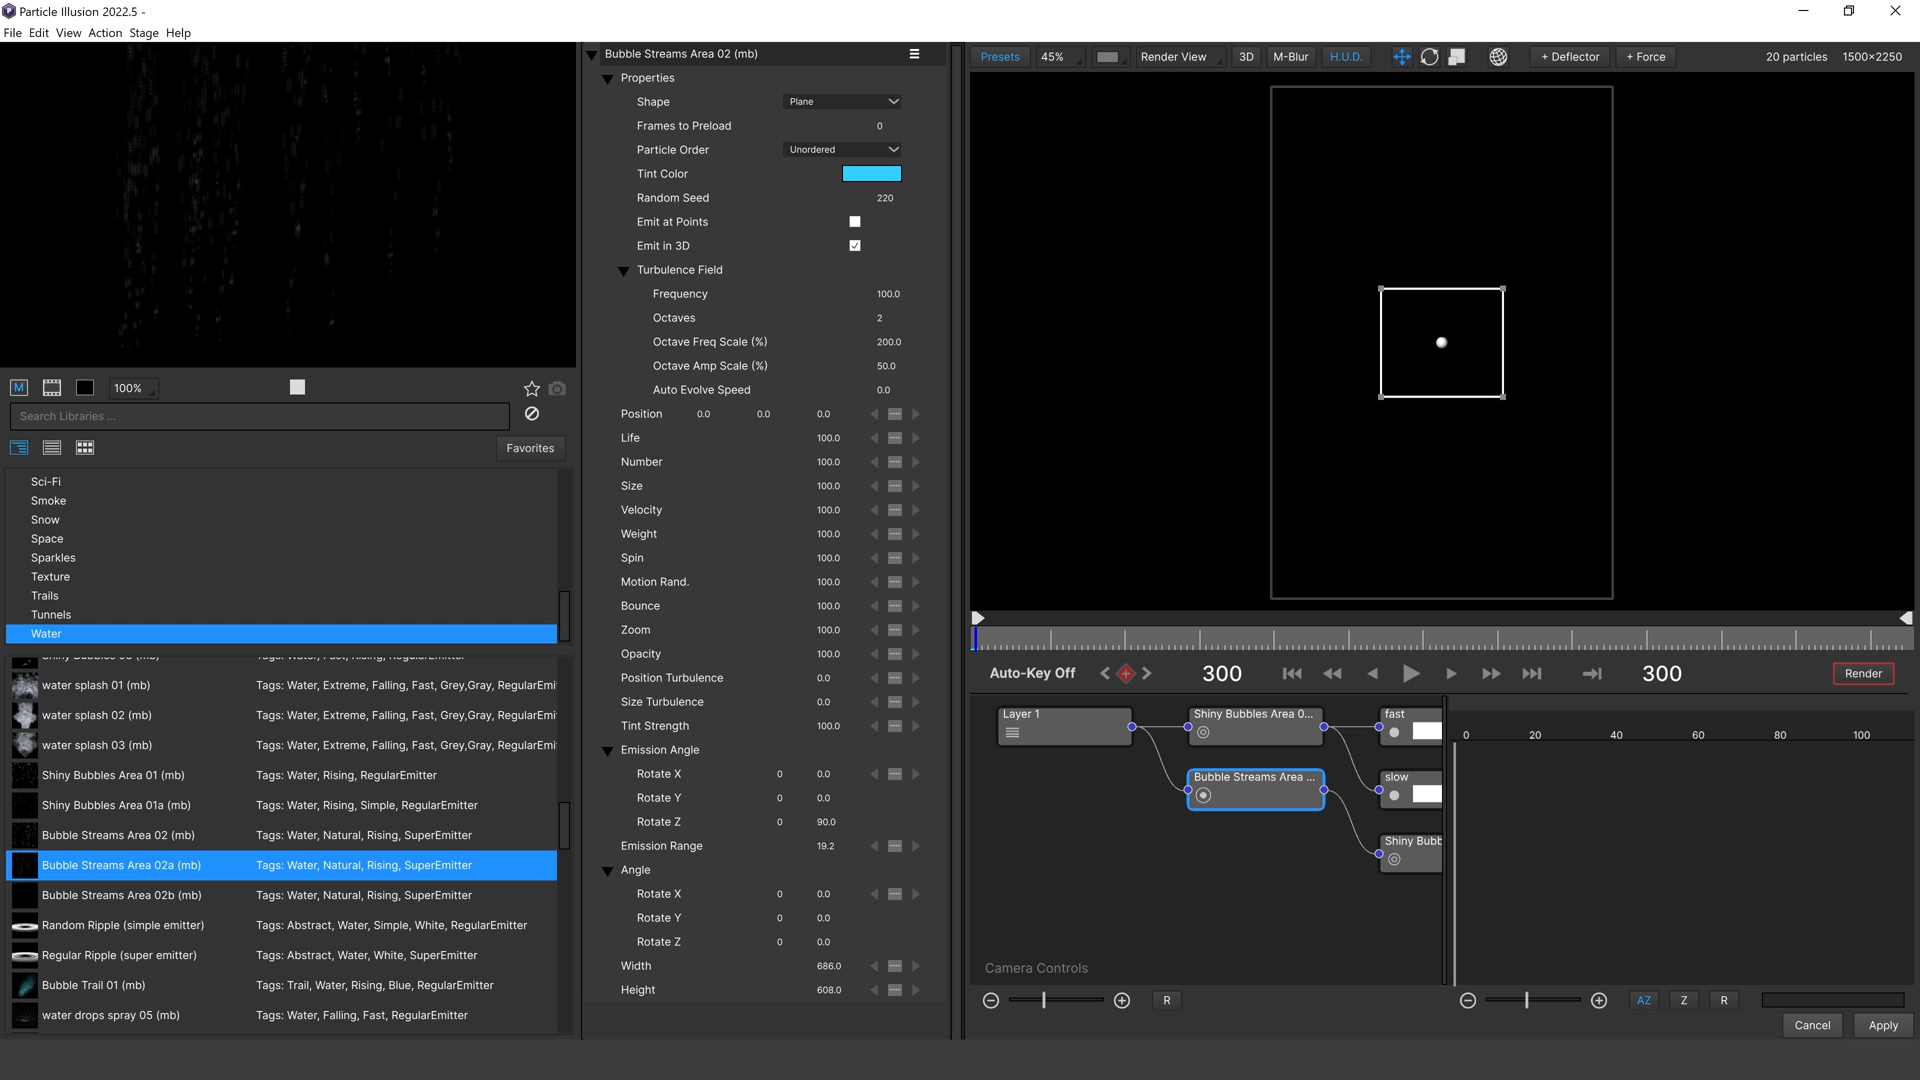 Particle Illusion 2022.5 -
File Edit View Action Stage Help
M
100%
Search Libraries ...
Favorites
Sci-Fi
Smoke
Snow
Space
Sparkles
Texture
Trails
Tunnels
Water
water splash 01 (mb) Tags: Water, Extreme, Falling, Fast, Grey,Gray, RegularEmi
water splash 02 (mb) Tags: Water, Extreme, Falling, Fast, Grey,Gray, RegularEmi
water splash 03 (mb) Tags: Water, Extreme, Falling, Fast, Grey,Gray, RegularEmi
Shiny Bubbles Area 01 (mb) Tags: Water, Rising, RegularEmitter
Shiny Bubbles Area 01a (mb) Tags: Water, Rising, Simple, RegularEmitter
Bubble Streams Area 02 (mb) Tags: Water, Natural, Rising, SuperEmitter
Bubble Streams Area 02a (mb) Tags: Water, Natural, Rising, SuperEmitter
Bubble Streams Area 02b (mb) Tags: Water, Natural, Rising, SuperEmitter
Random Ripple (simple emitter) Tags: Abstract, Water, Simple, White, RegularEmitter
Regular Ripple (super emitter) Tags: Abstract, Water, White, SuperEmitter
Bubble Trail 01 (mb) Tags: Trail, Water, Rising, Blue, RegularEmitter
water drops spray 05 (mb) Tags: Water, Falling, Fast, RegularEmitter
Bubble Streams Area 02 (mb)
Properties
Shape Plane
Frames to Preload 0
Particle Order Unordered
Tint Color
Random Seed 220
Emit at Points
Emit in 3D
Turbulence Field
Frequency 100.0
Octaves 2
Octave Freq Scale (%) 200.0
Octave Amp Scale (%) 50.0
Auto Evolve Speed 0.0
Position 0.0 0.0 0.0
Life 100.0
Number 100.0
Size 100.0
Velocity 100.0
Weight 100.0
Spin 100.0
Motion Rand. 100.0
Bounce 100.0
Zoom 100.0
Opacity 100.0
Position Turbulence 0.0
Size Turbulence 0.0
Tint Strength 100.0
Emission Angle
Rotate X 0 0.0
Rotate Y 0 0.0
Rotate Z 0 90.0
Emission Range 19.2
Angle
Rotate X 0 0.0
Rotate Y 0 0.0
Rotate Z 0 0.0
Width 686.0
Height 608.0
Presets 45% Render View 3D M-Blur H.U.D. + Deflector + Force 20 particles 1500×2250
Auto-Key Off 300 300 Render
Layer 1
Shiny Bubbles Area 0...
fast
Bubble Streams Area ...
slow
Shiny Bubb
0 20 40 60 80 100
Camera Controls
R
AZ Z R
Cancel Apply